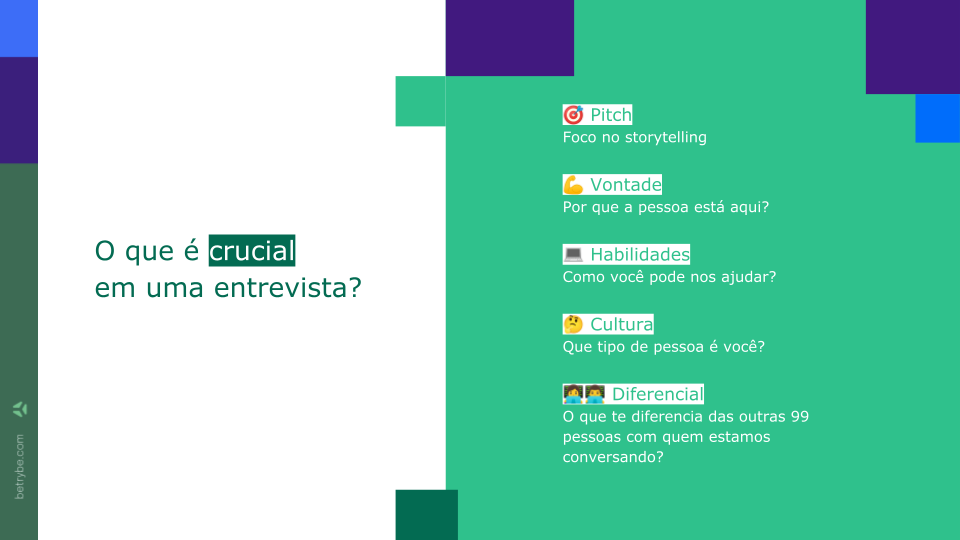 O que é crucial
em uma entrevista?
🎯 Pitch
Foco no storytelling
💪 Vontade
Por que a pessoa está aqui?
💻 Habilidades
Como você pode nos ajudar?
🤔 Cultura
Que tipo de pessoa é você?
👩‍💻👨‍💻 Diferencial
O que te diferencia das outras 99
pessoas com quem estamos
conversando?
betrybe.com